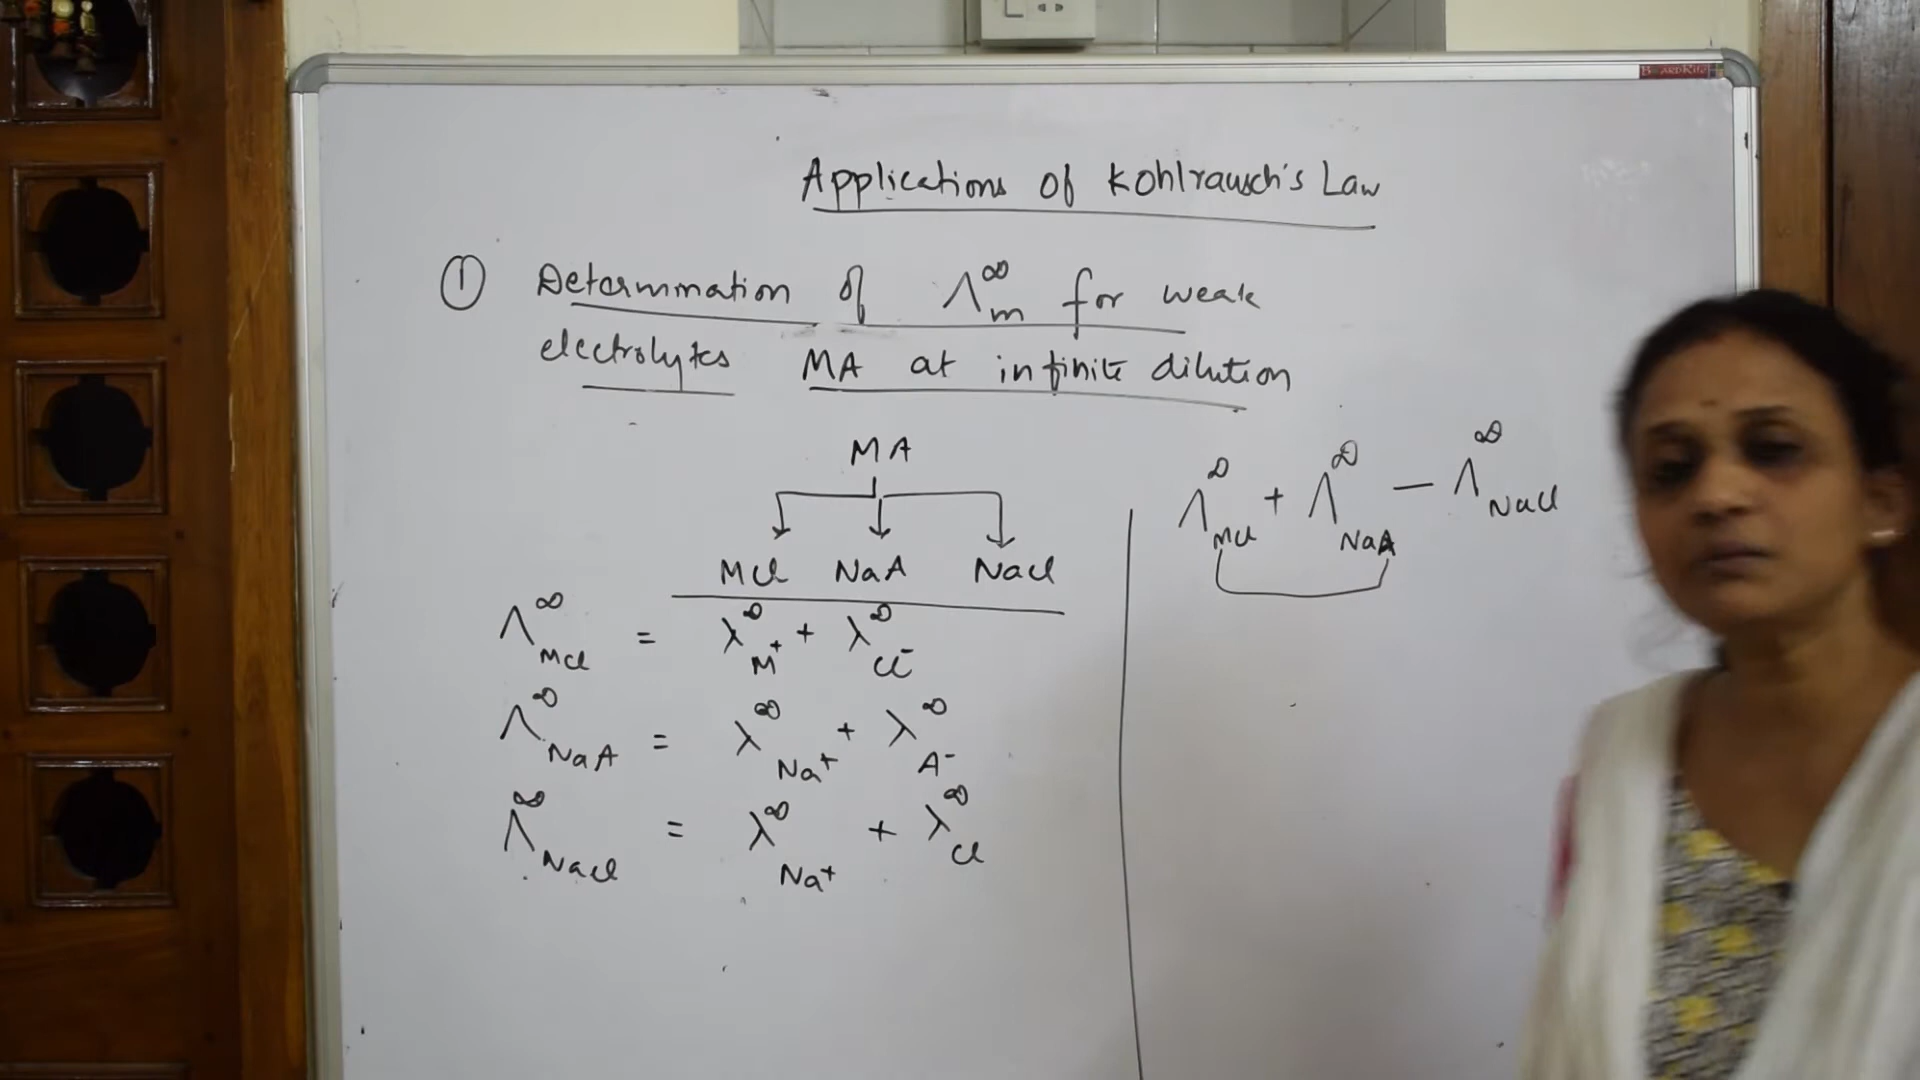 Applications of Kohlrausch's Law
① Determination of Λ∞m for weak
electrolytes MA at infinite dilution
MA
MCl NaA NaCl
Λ∞MCl = λ∞M+ + λ∞Cl-
Λ∞NaA = λ∞Na+ + λ∞A-
Λ∞NaCl = λ∞Na+ + λ∞Cl
Λ∞MCl + Λ∞NaA — Λ∞NaCl